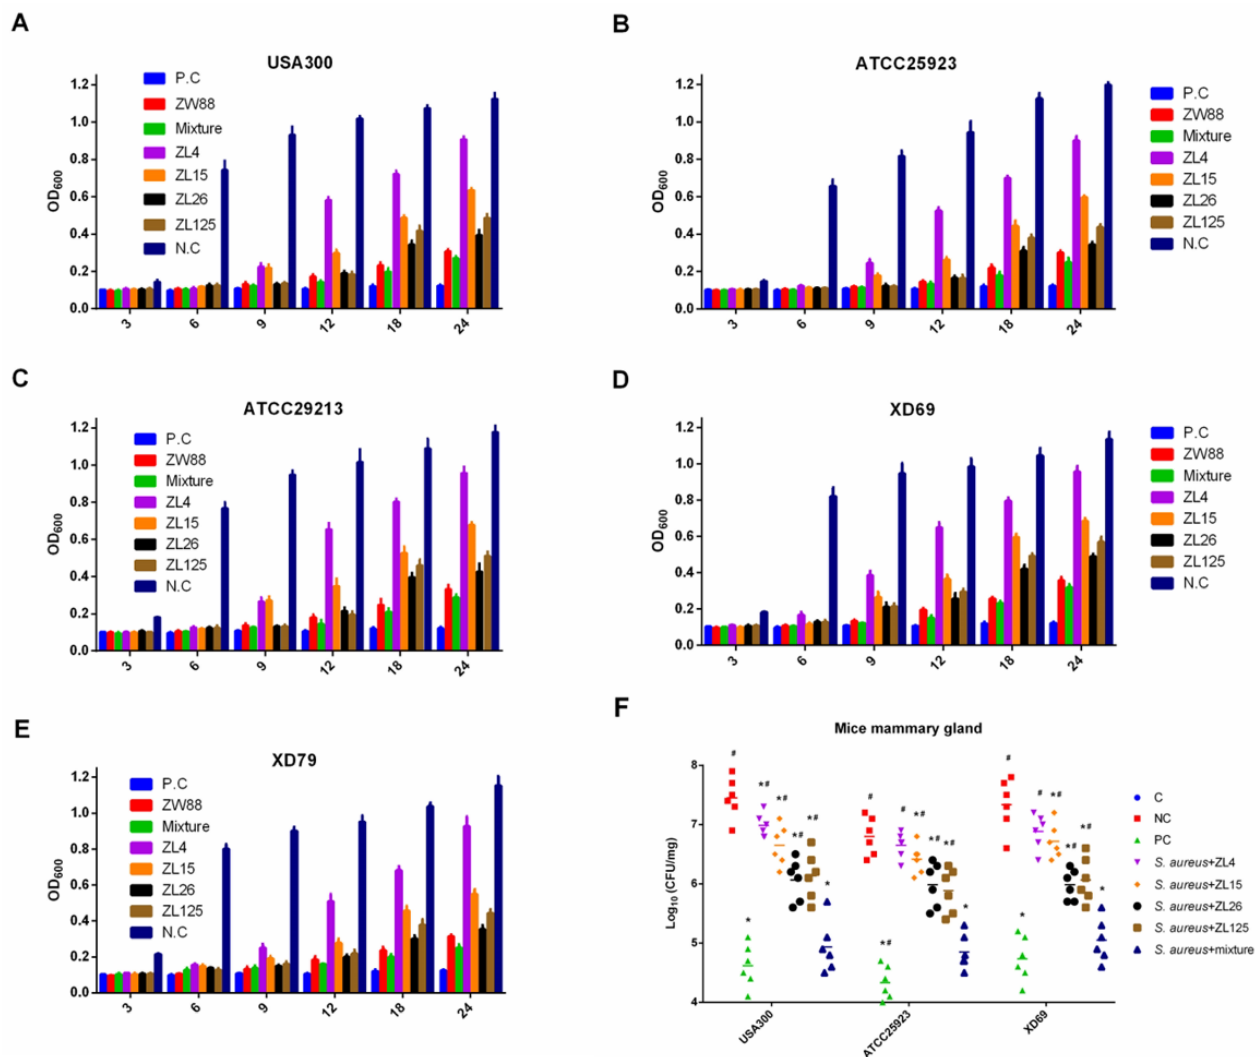 A
USA300
1.2
1.0
0.8
0.6
0.4
0.2
0.0
OD600
P.C
ZW88
Mixture
ZL4
ZL15
ZL26
ZL125
N.C
3 6 9 12 18 24
B
ATCC25923
1.2
1.0
0.8
0.6
0.4
0.2
0.0
OD600
3 6 9 12 18 24
P.C
ZW88
Mixture
ZL4
ZL15
ZL26
ZL125
N.C
C
ATCC29213
1.2
1.0
0.8
0.6
0.4
0.2
0.0
OD600
P.C
ZW88
Mixture
ZL4
ZL15
ZL26
ZL125
N.C
3 6 9 12 18 24
D
XD69
1.2
1.0
0.8
0.6
0.4
0.2
0.0
OD600
3 6 9 12 18 24
P.C
ZW88
Mixture
ZL4
ZL15
ZL26
ZL125
N.C
E
XD79
1.2
1.0
0.8
0.6
0.4
0.2
0.0
OD600
P.C
ZW88
Mixture
ZL4
ZL15
ZL26
ZL125
N.C
3 6 9 12 18 24
F
Mice mammary gland
8
7
6
5
4
Log10 (CFU/mg)
# * *# *# *# *# *
# *# # *# *# *# *
# * # *# *# *# *
USA300 ATCC25923 XD69
C
NC
PC
S. aureus+ZL4
S. aureus+ZL15
S. aureus+ZL26
S. aureus+ZL125
S. aureus+mixture